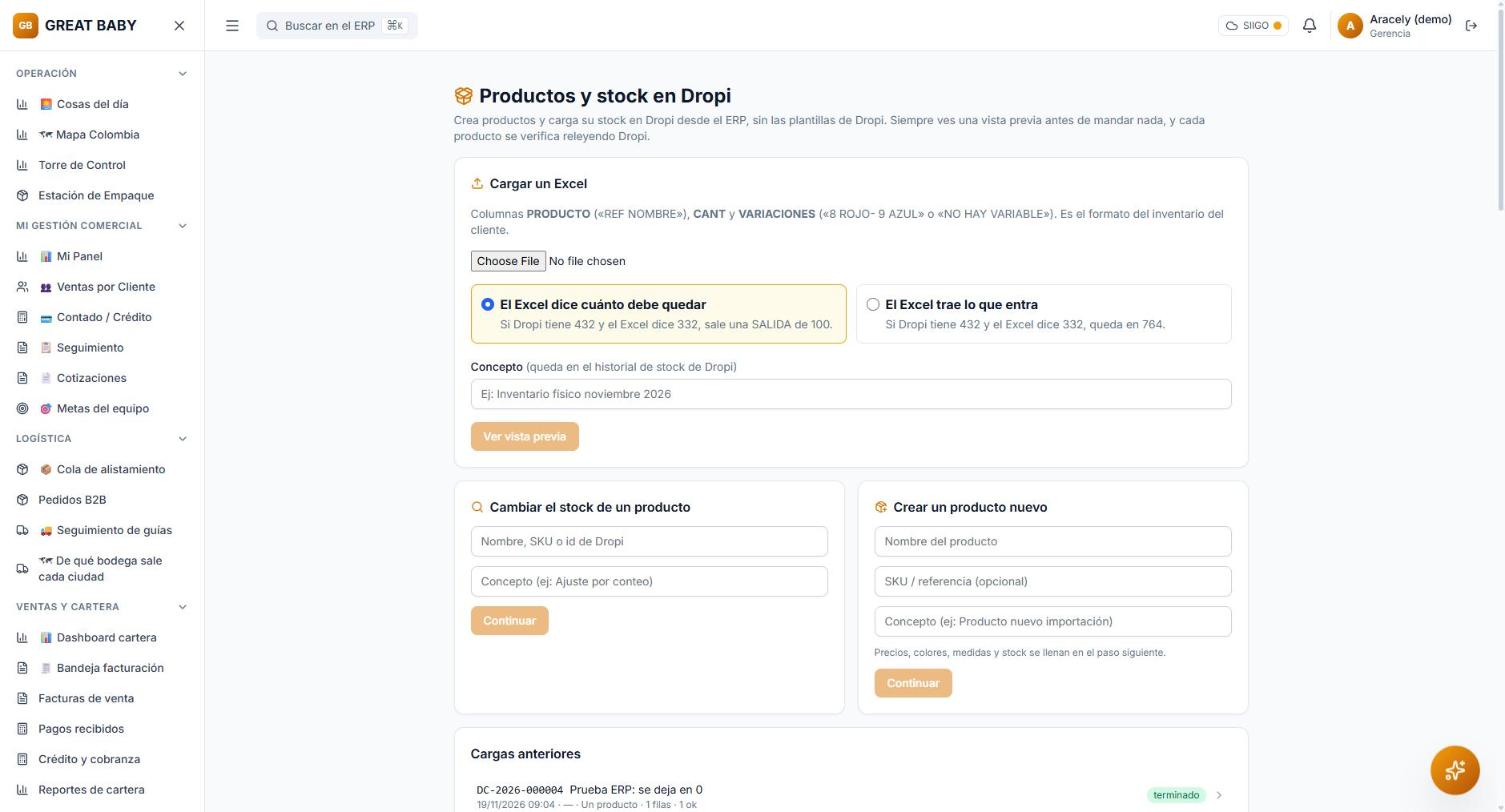 GB GREAT BABY
Buscar en el ERP ⌘K
SIIGO
A
Aracely (demo)
Gerencia
OPERACIÓN
Cosas del día
Mapa Colombia
Torre de Control
Estación de Empaque
MI GESTIÓN COMERCIAL
Mi Panel
Ventas por Cliente
Contado / Crédito
Seguimiento
Cotizaciones
Metas del equipo
LOGÍSTICA
Cola de alistamiento
Pedidos B2B
Seguimiento de guías
De qué bodega sale
cada ciudad
VENTAS Y CARTERA
Dashboard cartera
Bandeja facturación
Facturas de venta
Pagos recibidos
Crédito y cobranza
Reportes de cartera
Productos y stock en Dropi
Crea productos y carga su stock en Dropi desde el ERP, sin las plantillas de Dropi. Siempre ves una vista previa antes de mandar nada, y cada
producto se verifica releyendo Dropi.
Cargar un Excel
Columnas PRODUCTO («REF NOMBRE»), CANT y VARIACIONES («8 ROJO- 9 AZUL» o «NO HAY VARIABLE»). Es el formato del inventario del
cliente.
Choose File No file chosen
El Excel dice cuánto debe quedar
Si Dropi tiene 432 y el Excel dice 332, sale una SALIDA de 100.
El Excel trae lo que entra
Si Dropi tiene 432 y el Excel dice 332, queda en 764.
Concepto (queda en el historial de stock de Dropi)
Ej: Inventario físico noviembre 2026
Ver vista previa
Cambiar el stock de un producto
Nombre, SKU o id de Dropi
Concepto (ej: Ajuste por conteo)
Continuar
Crear un producto nuevo
Nombre del producto
SKU / referencia (opcional)
Concepto (ej: Producto nuevo importación)
Precios, colores, medidas y stock se llenan en el paso siguiente.
Continuar
Cargas anteriores
DC-2026-000004 Prueba ERP: se deja en 0
19/11/2026 09:04 · — · Un producto · 1 filas · 1 ok
terminado